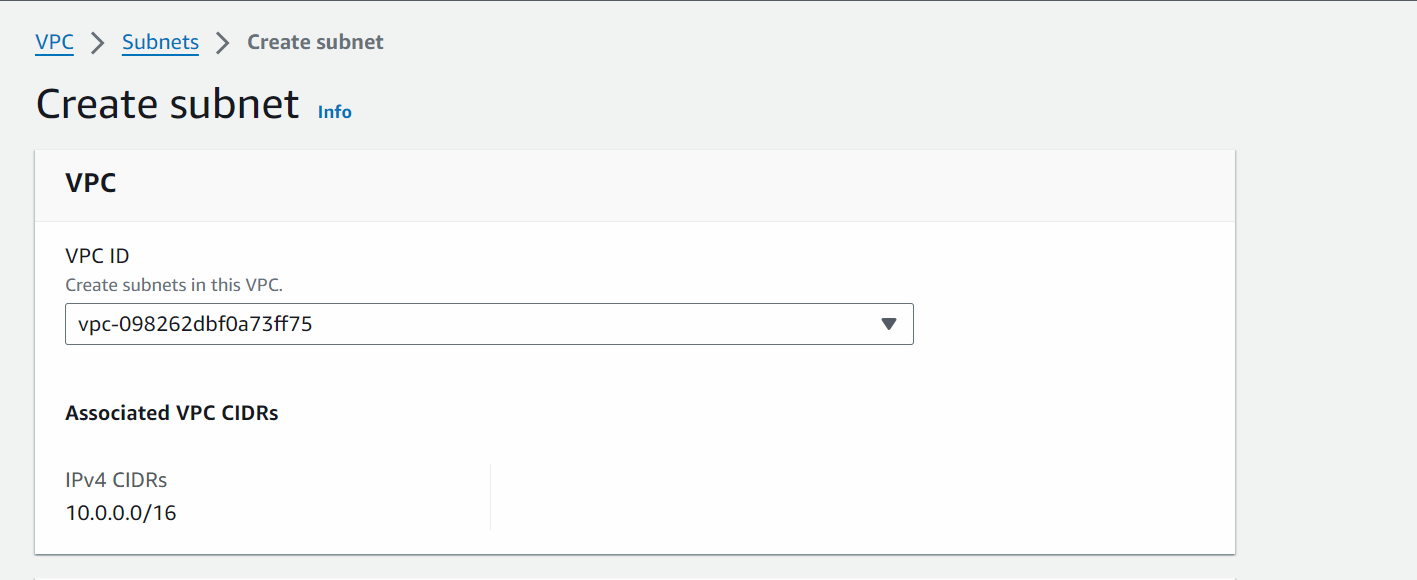 VPC > Subnets > Create subnet
Create subnet Info
VPC
VPC ID
Create subnets in this VPC.
vpc-098262dbf0a73ff75
Associated VPC CIDRs
IPv4 CIDRs
10.0.0.0/16